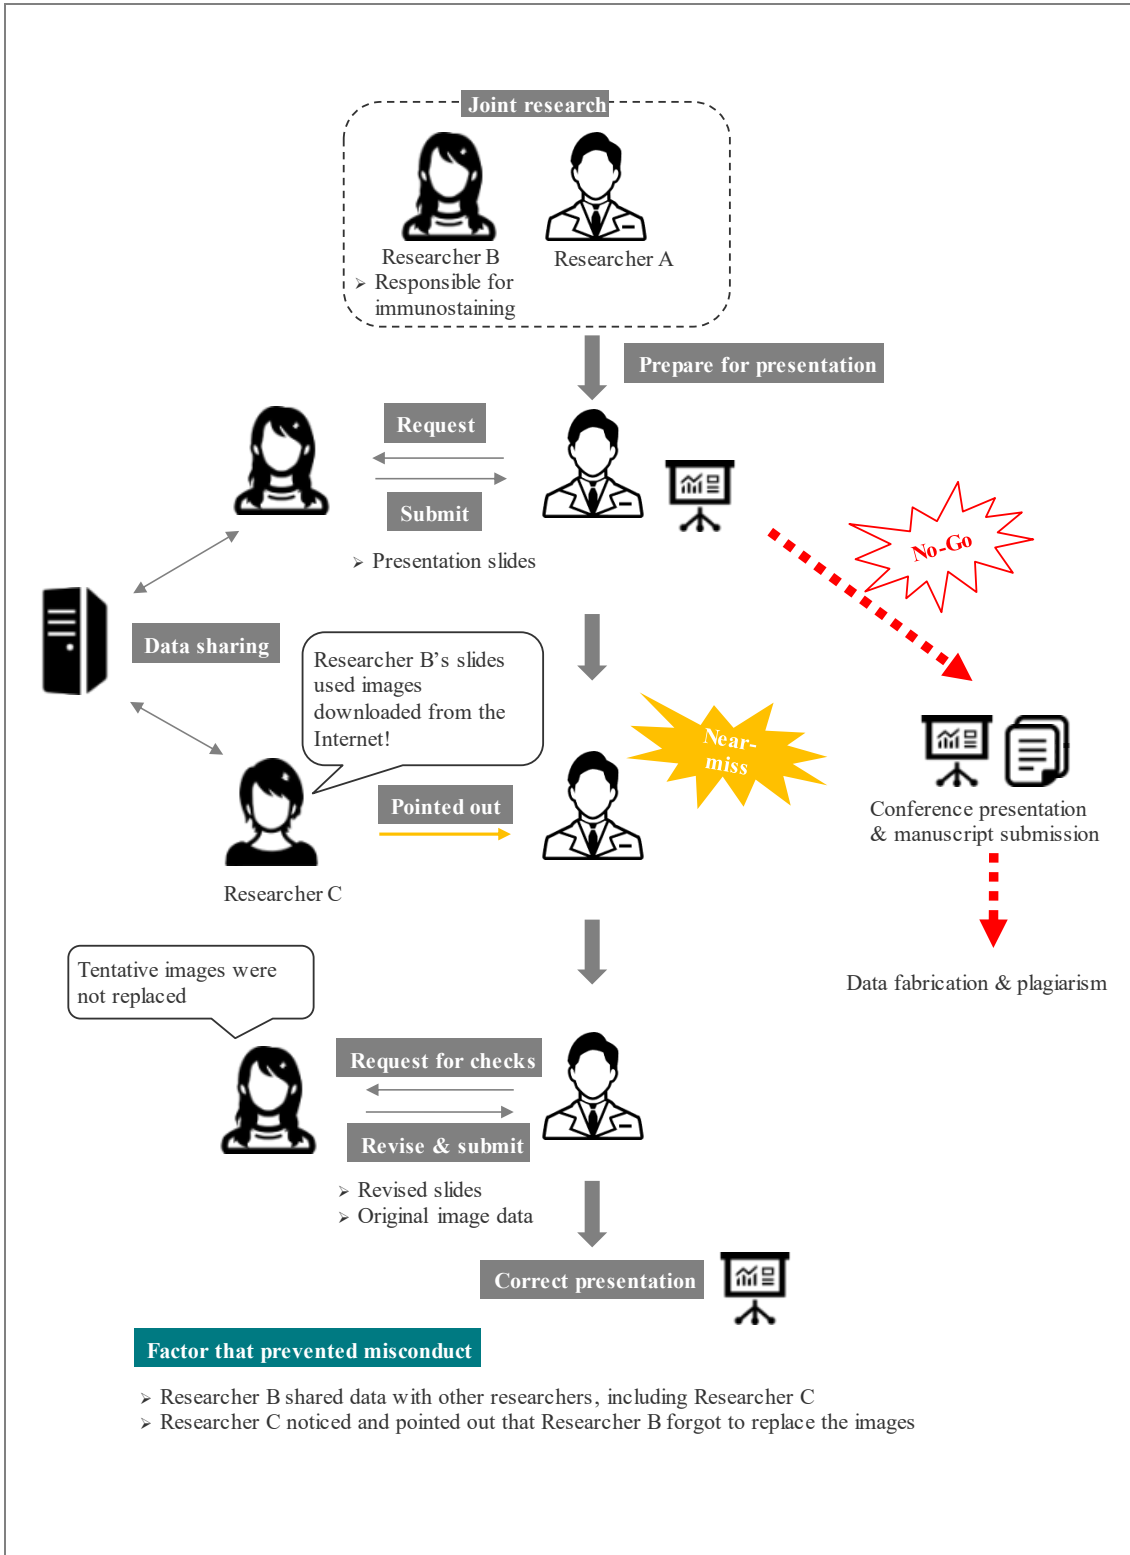 Joint research
Researcher B
➢ Responsible for
immunostaining
Researcher A
Prepare for presentation
Request
Submit
➢ Presentation slides
No-Go
Data sharing
Researcher B’s slides
used images
downloaded from the
Internet!
Near-
miss
Pointed out
Researcher C
Conference presentation
& manuscript submission
Data fabrication & plagiarism
Tentative images were
not replaced
Request for checks
Revise & submit
➢ Revised slides
➢ Original image data
Correct presentation
Factor that prevented misconduct
➢ Researcher B shared data with other researchers, including Researcher C
➢ Researcher C noticed and pointed out that Researcher B forgot to replace the images